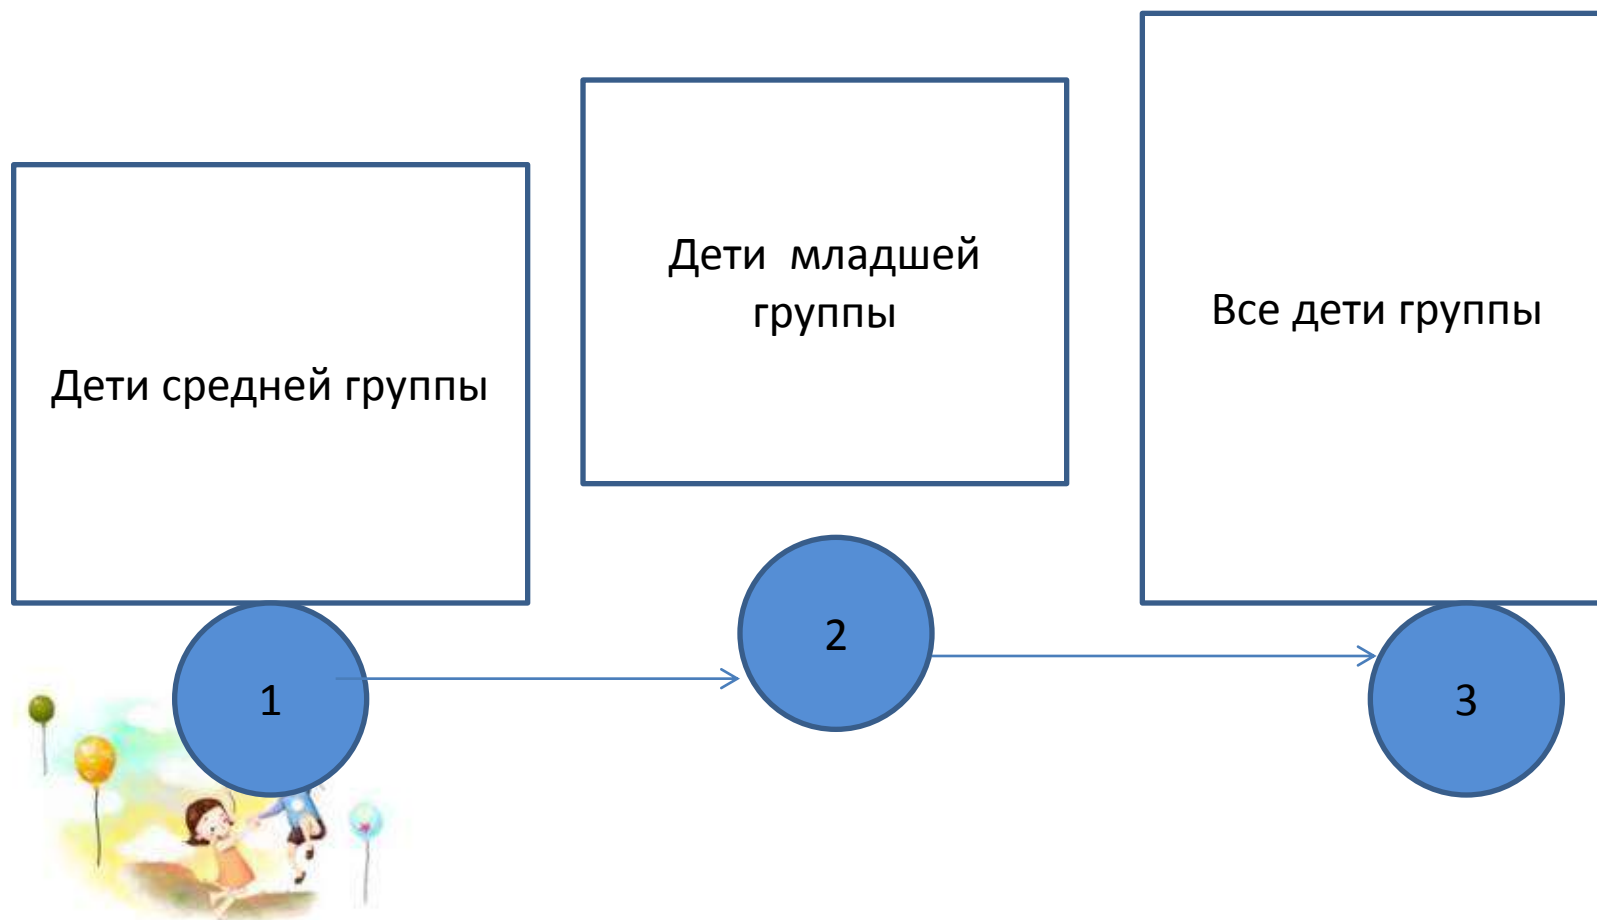 Дети средней группы
Дети младшей
группы
Все дети группы
1
2
3